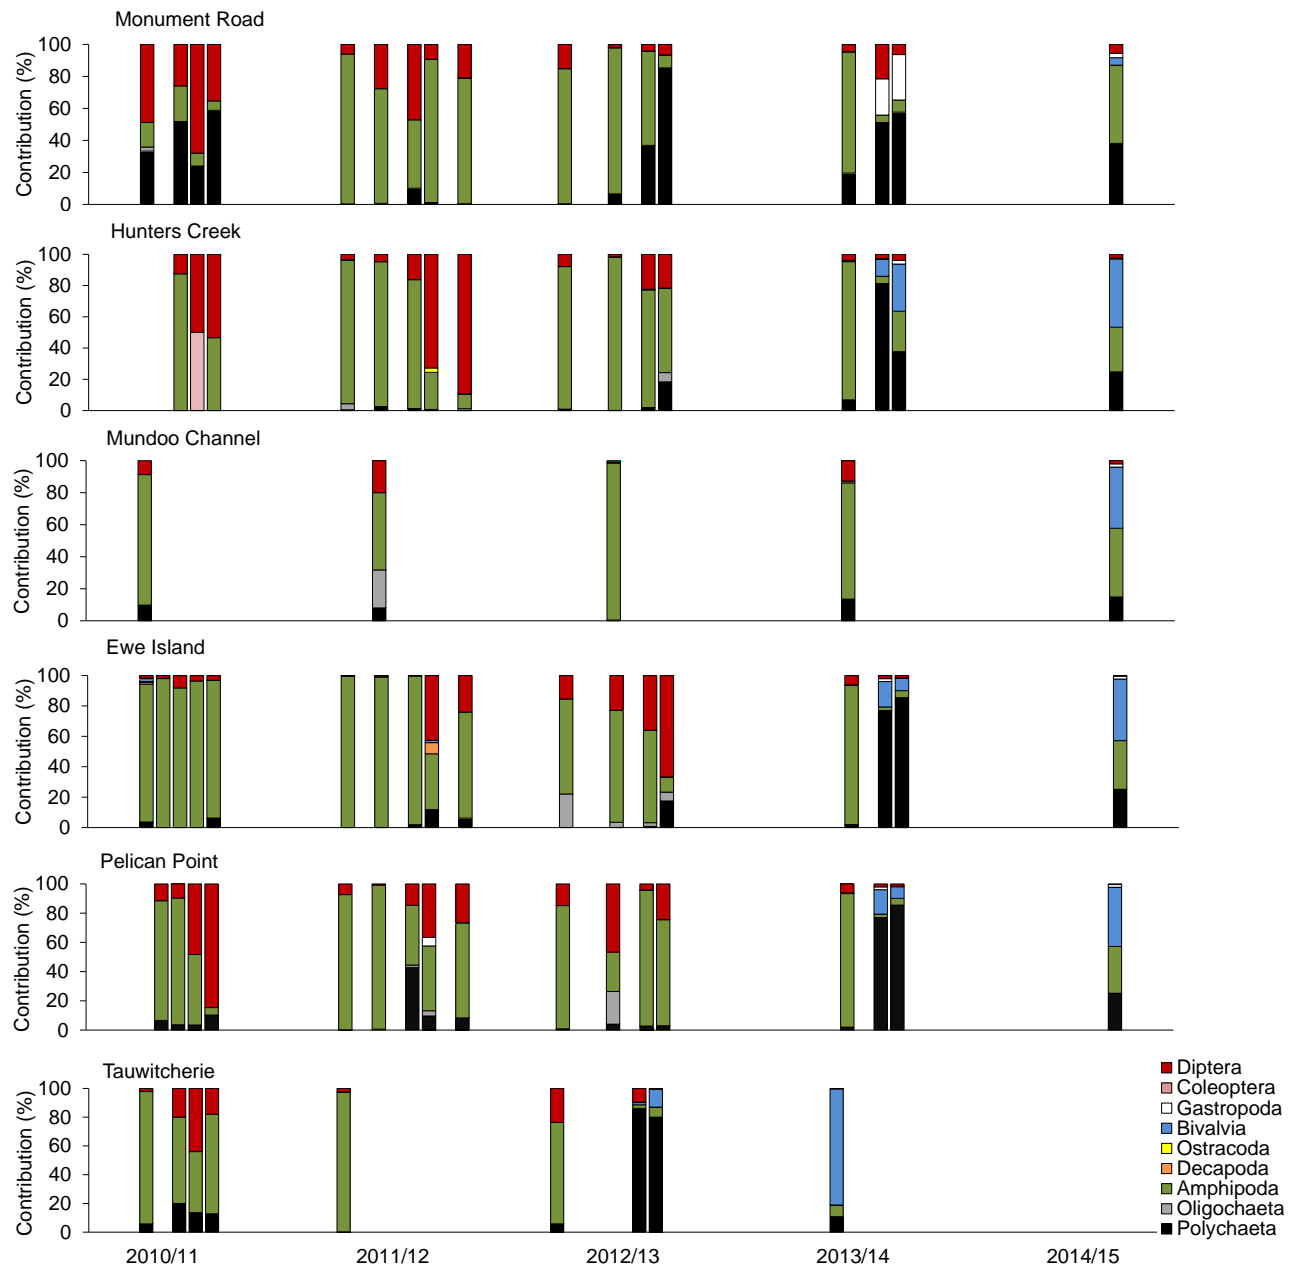 Monument Road
Contribution (%)
100
80
60
40
20
0
Hunters Creek
Contribution (%)
100
80
60
40
20
0
Mundoo Channel
Contribution (%)
100
80
60
40
20
0
Ewe Island
Contribution (%)
100
80
60
40
20
0
Pelican Point
Contribution (%)
100
80
60
40
20
0
Tauwitcherie
Contribution (%)
100
80
60
40
20
0
Diptera
Coleoptera
Gastropoda
Bivalvia
Ostracoda
Decapoda
Amphipoda
Oligochaeta
Polychaeta
2010/11 2011/12 2012/13 2013/14 2014/15